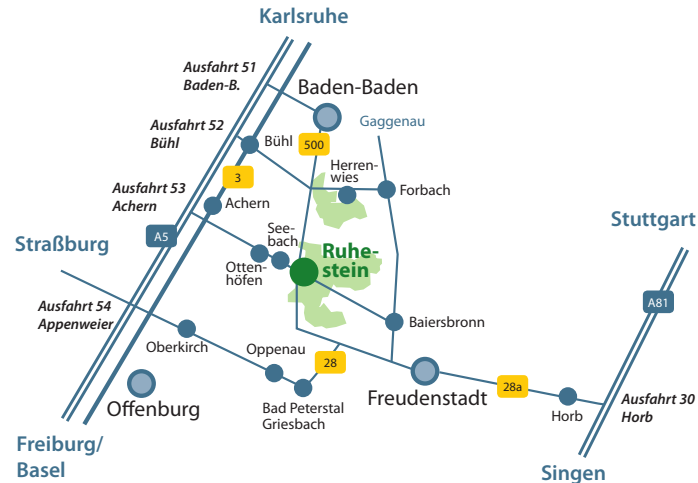 Karlsruhe
Ausfahrt 51
Baden-B.
Baden-Baden
Gaggenau
Ausfahrt 52
Bühl
Bühl
500
Herren-
wies
Forbach
3
Ausfahrt 53
Achern
Achern
Stuttgart
Straßburg
A5
See-
bach
Ruhe-
stein
Otten-
höfen
A81
Ausfahrt 54
Appenweier
Baiersbronn
Oberkirch
Oppenau
28
Freudenstadt
28a
Offenburg
Bad Peterstal
Griesbach
Horb
Ausfahrt 30
Horb
Freiburg/
Basel
Singen